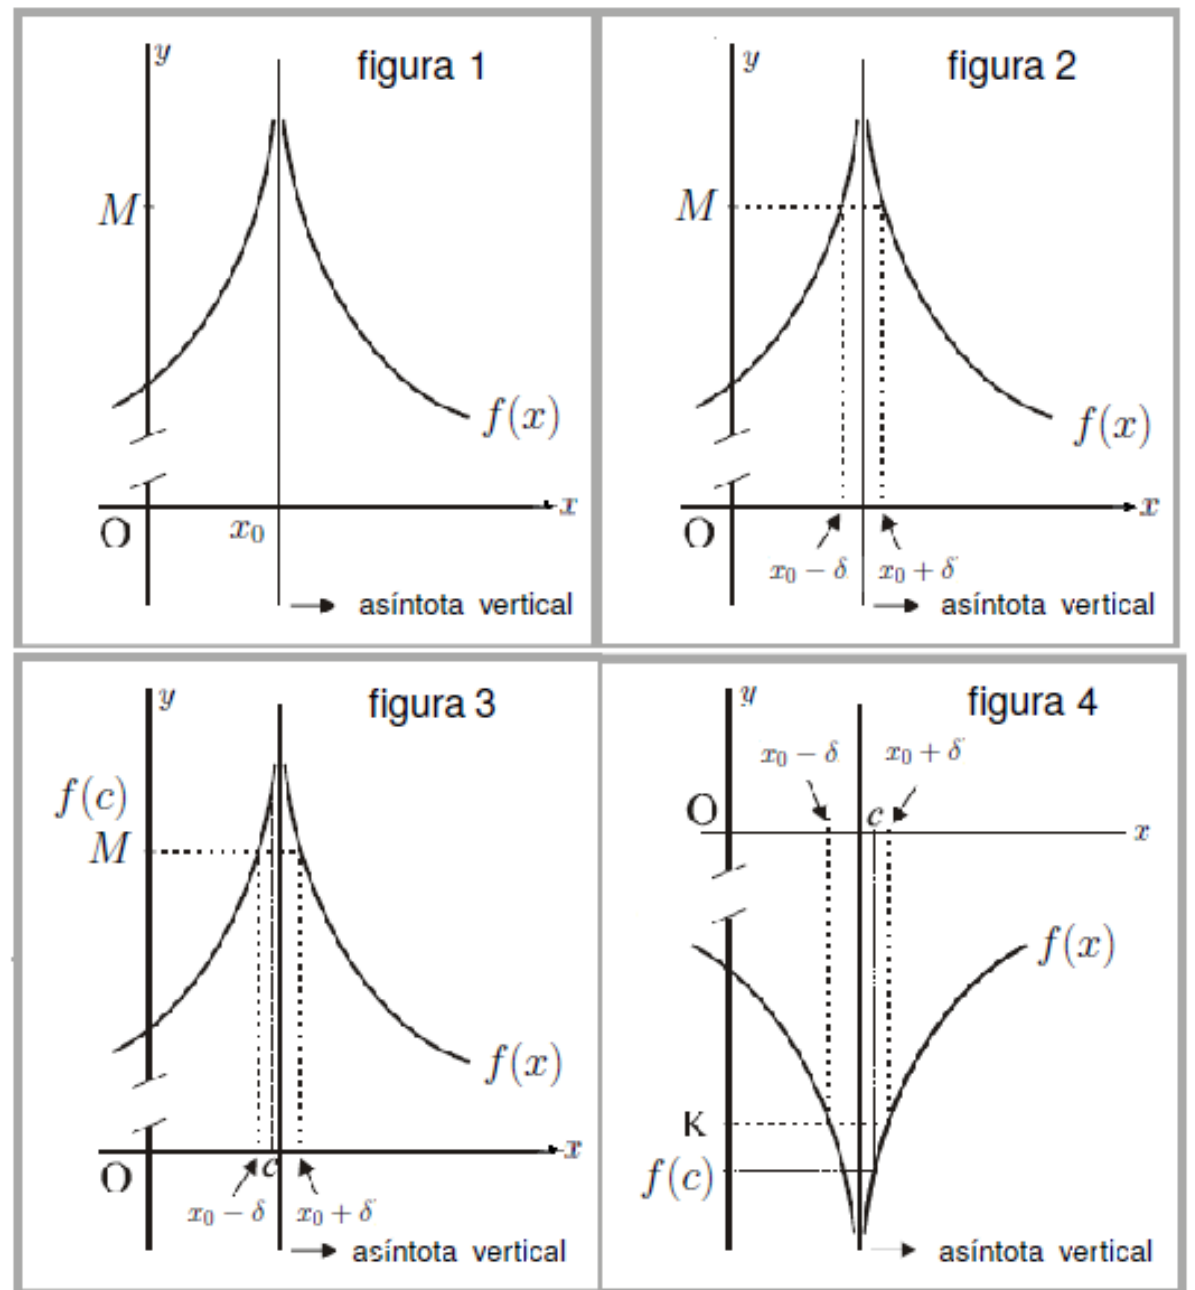 y figura 1
M
f(x)
x
O x₀
asíntota vertical
y figura 2
M
f(x)
x
O
x₀ − δ x₀ + δ
asíntota vertical
y figura 3
f(c)
M
f(x)
x
O c
x₀ − δ x₀ + δ
asíntota vertical
y figura 4
x₀ − δ x₀ + δ
O c x
f(x)
K
f(c)
asíntota vertical